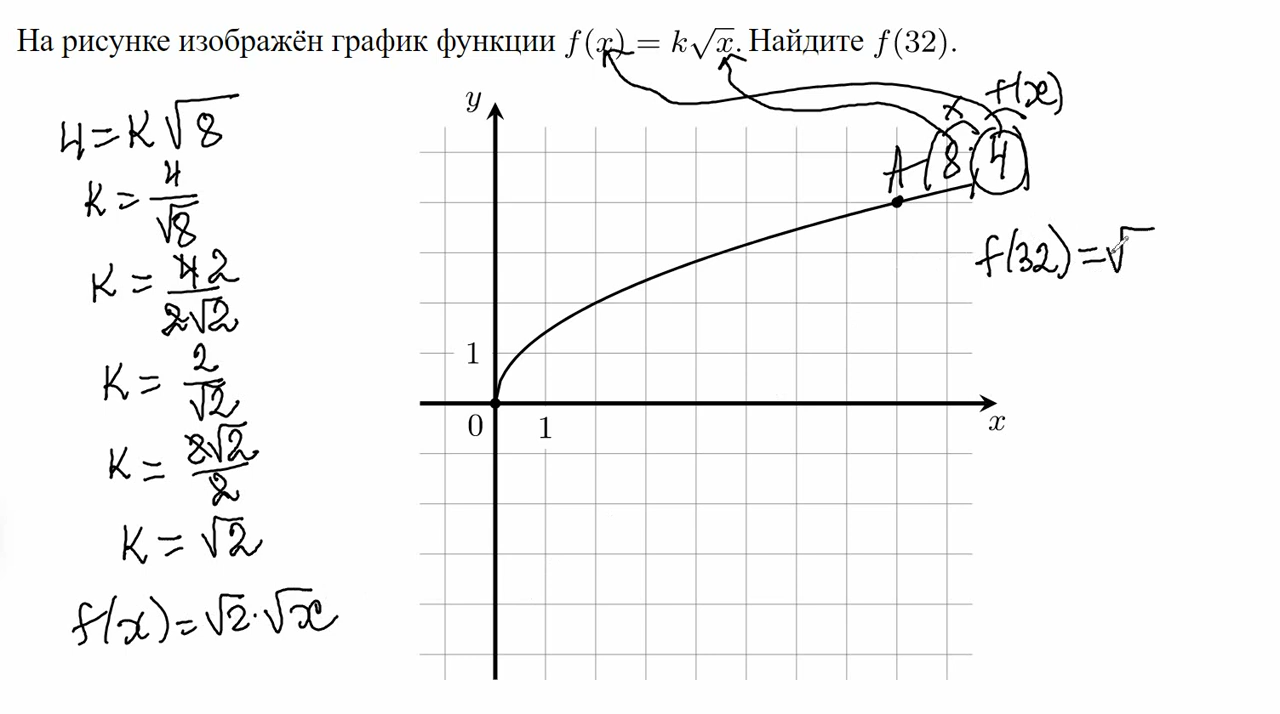 На рисунке изображён график функции f(x) = k√x. Найдите f(32).
4 = K√8
K = 4/√8
K = 4 2/2√2
K = 2/√2
K = 2√2/2
K = √2
f(x) = √2·√x
y
x f(x)
A (8; 4)
f(32) = √
1
0 1 x